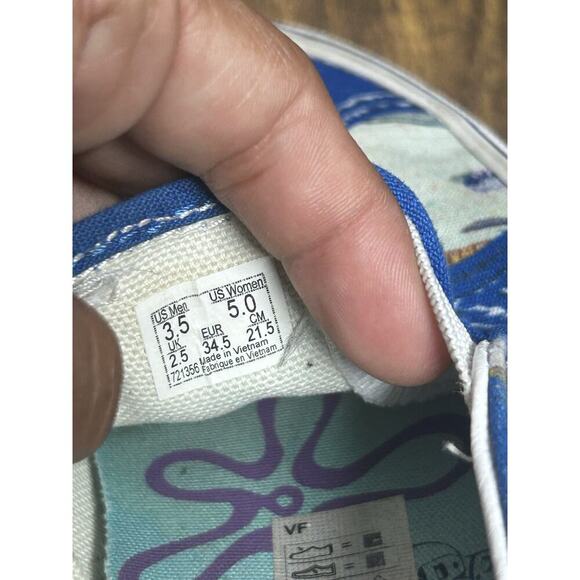 US Men US Women
3.5 5.0
UK EUR CM
2.5 34.5 21.5
721356 Made in Vietnam
Fabriqué en Vietnam
VF
=
=
=